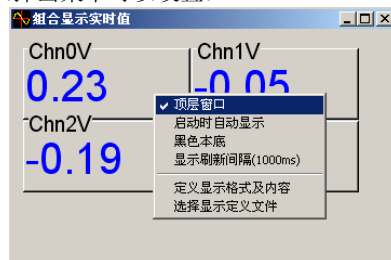 组合显示实时值
Chn0V
Chn1V
0.23
-0.05
顶层窗口
启动时自动显示
黑色本底
显示刷新间隔(1000ms)
定义显示格式及内容
选择显示定义文件
Chn2V
-0.19